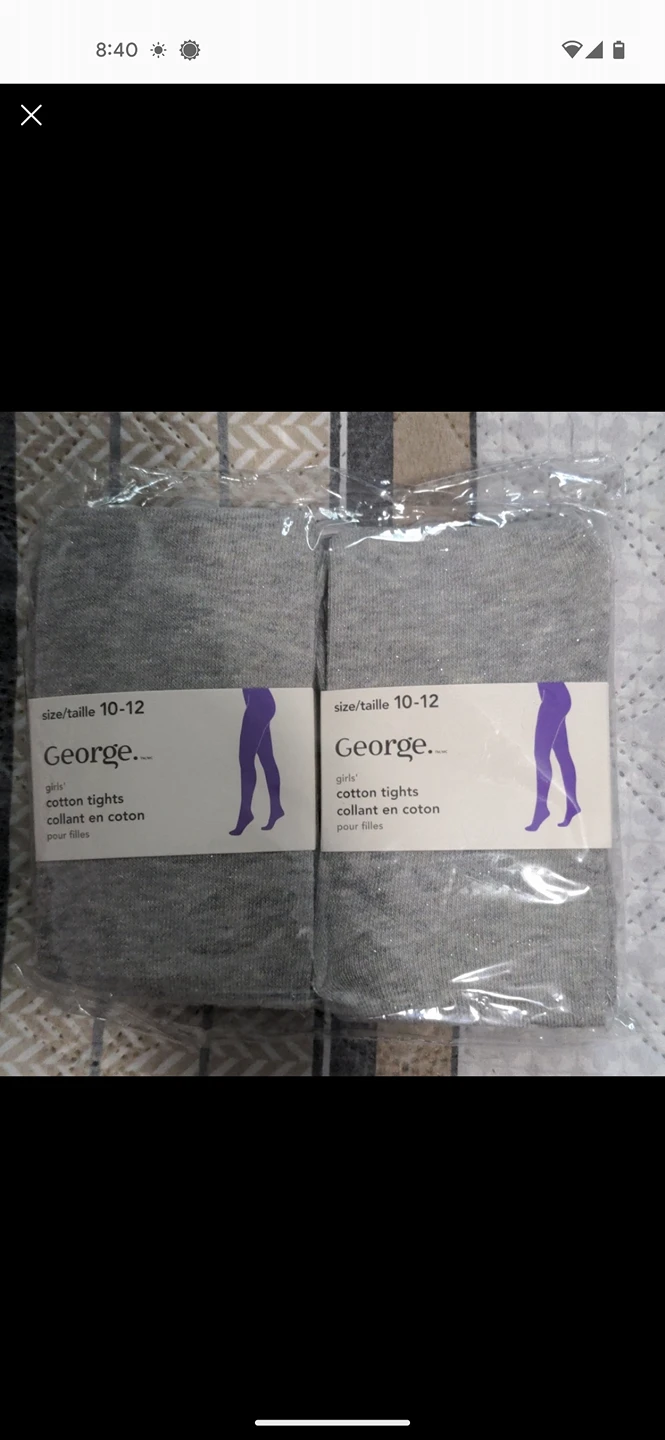 8:40
size/taille 10-12
George.
girls'
cotton tights
collant en coton
pour filles
size/taille 10-12
George.
girls'
cotton tights
collant en coton
pour filles